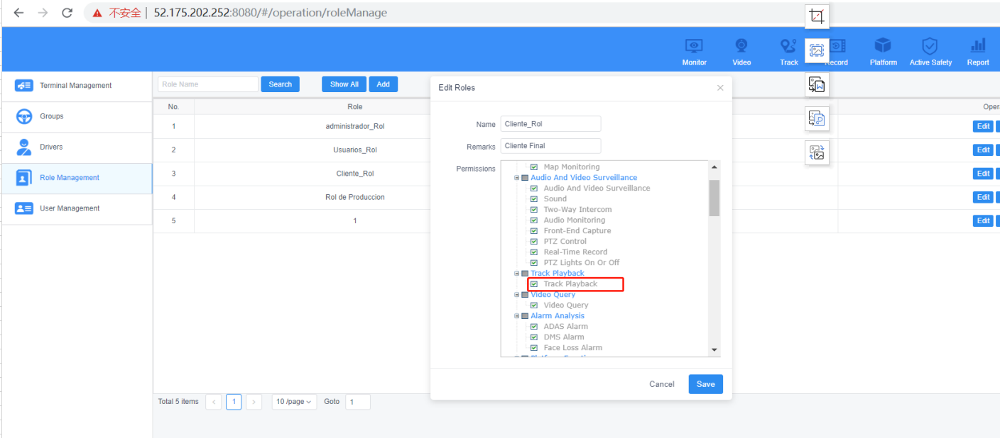 不安全 | 52.175.202.252:8080/#/operation/roleManage
Monitor Video Track Record Platform Active Safety Report
Terminal Management
Groups
Drivers
Role Management
User Management
Role Name Search Show All Add
No. Role Oper
1 administrador_Rol Edit
2 Usuarios_Rol Edit
3 Cliente_Rol Edit
4 Rol de Produccion Edit
5 1 Edit
Total 5 items 1 10 /page Goto 1
Edit Roles
Name Cliente_Rol
Remarks Cliente Final
Permissions
Map Monitoring
Audio And Video Surveillance
Audio And Video Surveillance
Sound
Two-Way Intercom
Audio Monitoring
Front-End Capture
PTZ Control
Real-Time Record
PTZ Lights On Or Off
Track Playback
Track Playback
Video Query
Video Query
Alarm Analysis
ADAS Alarm
DMS Alarm
Face Loss Alarm
Cancel Save